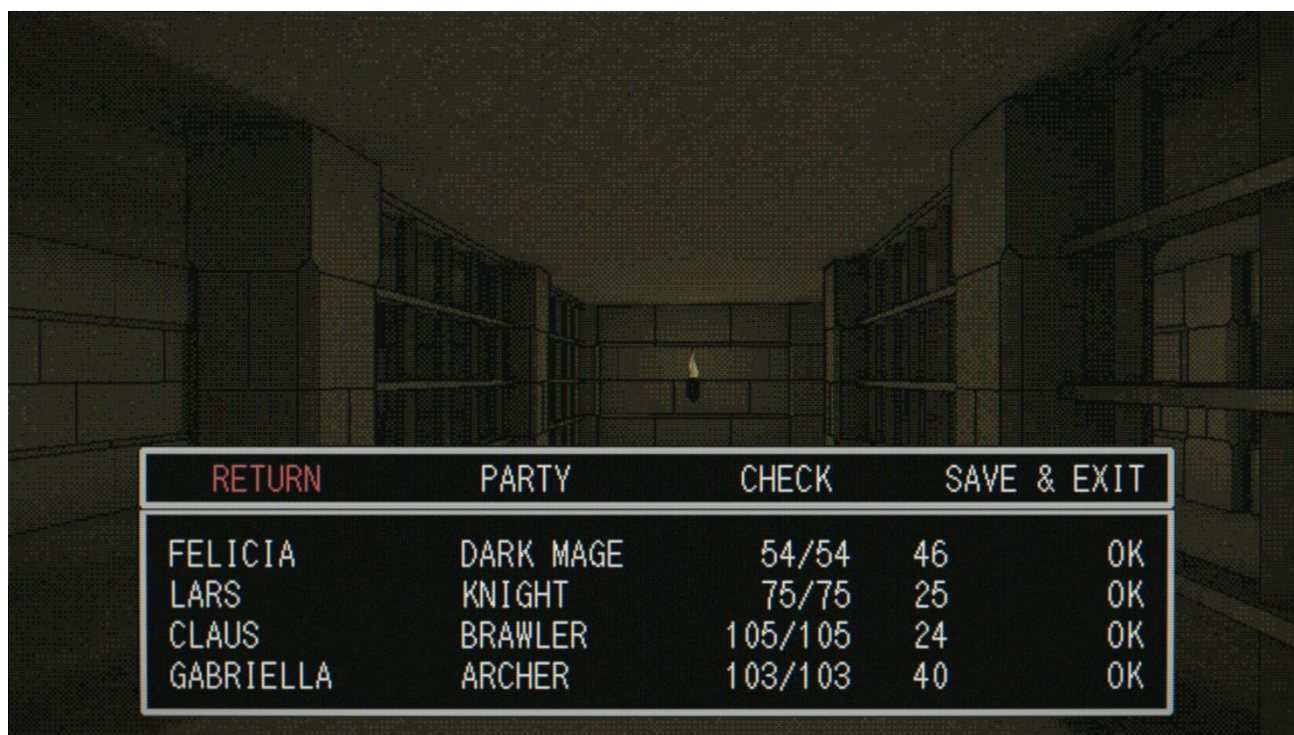 RETURN PARTY CHECK SAVE & EXIT
FELICIA DARK MAGE 54/54 46 OK
LARS KNIGHT 75/75 25 OK
CLAUS BRAWLER 105/105 24 OK
GABRIELLA ARCHER 103/103 40 OK